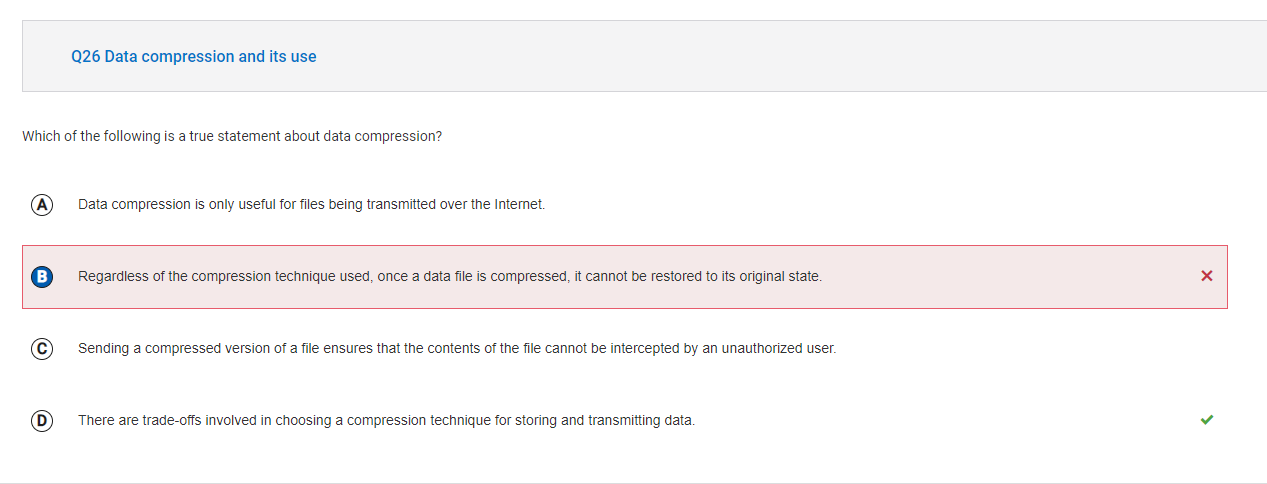 Q26 Data compression and its use
Which of the following is a true statement about data compression?
A Data compression is only useful for files being transmitted over the Internet.
B Regardless of the compression technique used, once a data file is compressed, it cannot be restored to its original state.
C Sending a compressed version of a file ensures that the contents of the file cannot be intercepted by an unauthorized user.
D There are trade-offs involved in choosing a compression technique for storing and transmitting data.